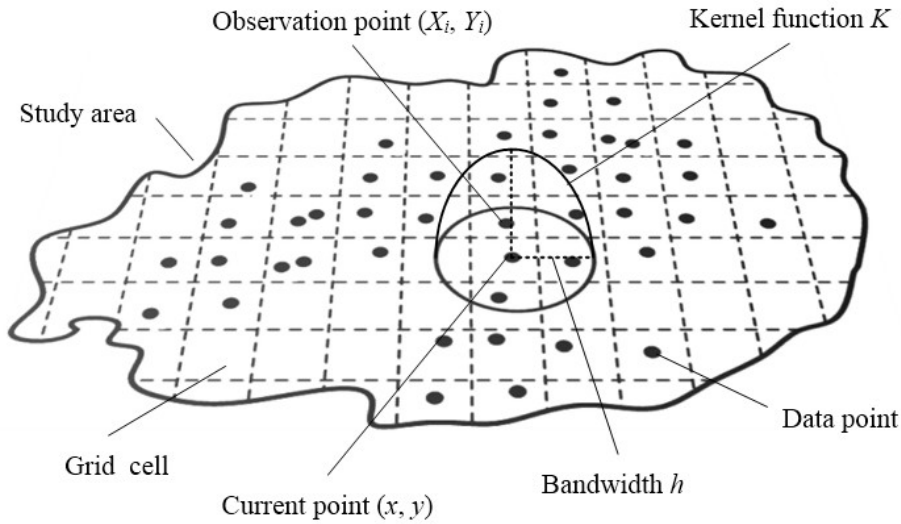 Observation point (Xi, Yi)
Kernel function K
Study area
Data point
Grid cell
Bandwidth h
Current point (x, y)